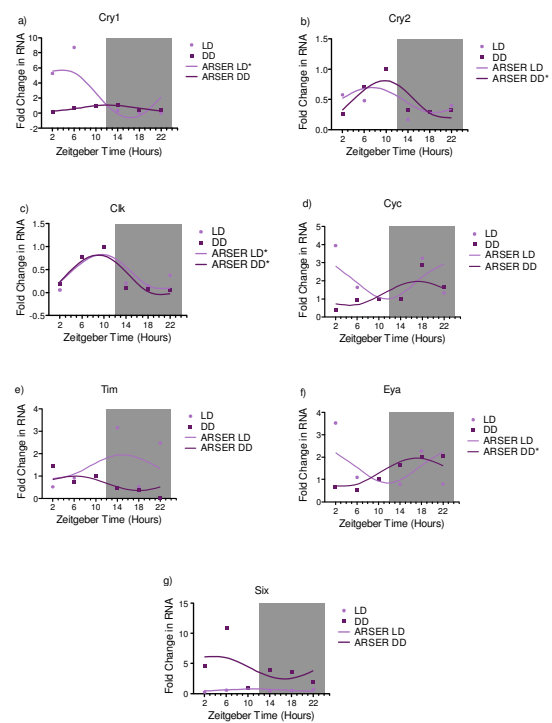 a)
Cry1
Fold Change in RNA
10
8
6
4
2
0
-2
2 6 10 14 18 22
Zeitgeber Time (Hours)
LD
DD
ARSER LD*
ARSER DD
b)
Cry2
Fold Change in RNA
1.5
1.0
0.5
0.0
2 6 10 14 18 22
Zeitgeber Time (Hours)
LD
DD
ARSER LD
ARSER DD*
c)
Clk
Fold Change in RNA
1.5
1.0
0.5
0.0
-0.5
2 6 10 14 18 22
Zeitgeber Time (Hours)
LD
DD
ARSER LD*
ARSER DD*
d)
Cyc
Fold Change in RNA
5
4
3
2
1
0
2 6 10 14 18 22
Zeitgeber Time (Hours)
LD
DD
ARSER LD
ARSER DD
e)
Tim
Fold Change in RNA
4
3
2
1
0
2 6 10 14 18 22
Zeitgeber Time (Hours)
LD
DD
ARSER LD
ARSER DD
f)
Eya
Fold Change in RNA
4
3
2
1
0
2 6 10 14 18 22
Zeitgeber Time (Hours)
LD
DD
ARSER LD
ARSER DD*
g)
Six
Fold Change in RNA
15
10
5
0
2 6 10 14 18 22
Zeitgeber Time (Hours)
LD
DD
ARSER LD
ARSER DD